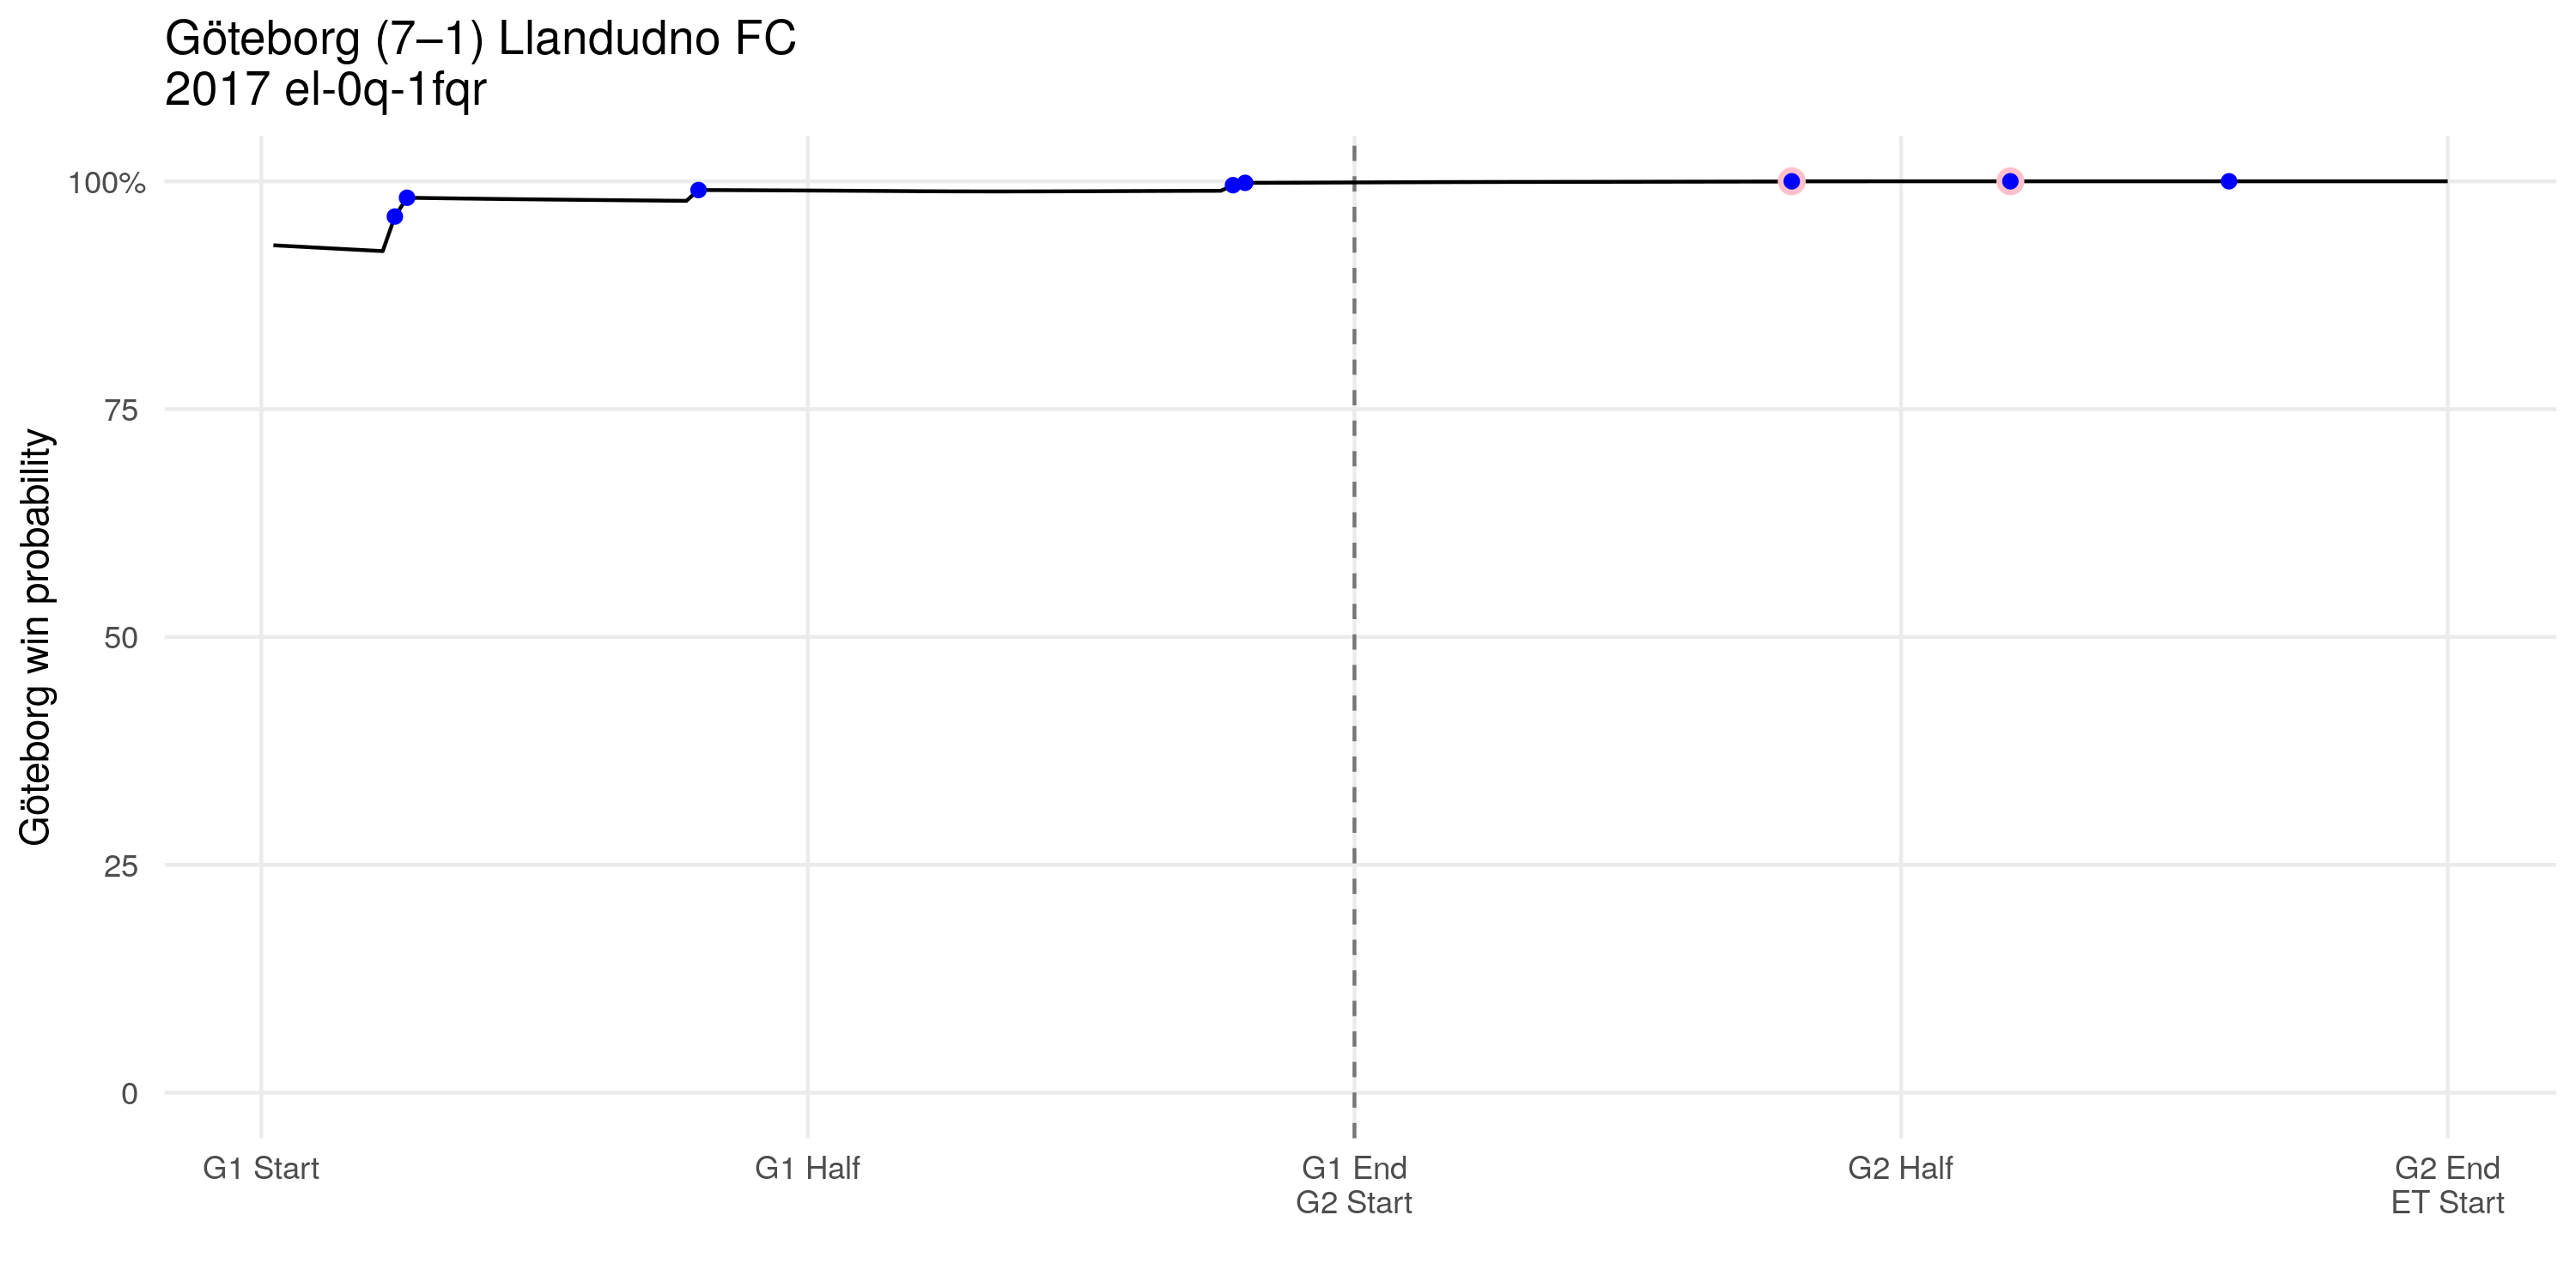 Göteborg (7–1) Llandudno FC
2017 el-0q-1fqr
Göteborg win probability
100%
75
50
25
0
G1 Start
G1 Half
G1 End
G2 Start
G2 Half
G2 End
ET Start